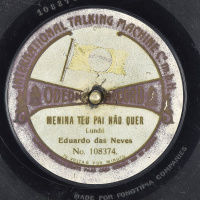 INTERNATIONAL TALKING MACHINE C.m.b.H.
ODEON
MENINA TEU PAI NÃO QUER
Lundú
Eduardo das Neves
No. 108374.
MADE FOR FONOTIPIA COMPANIES